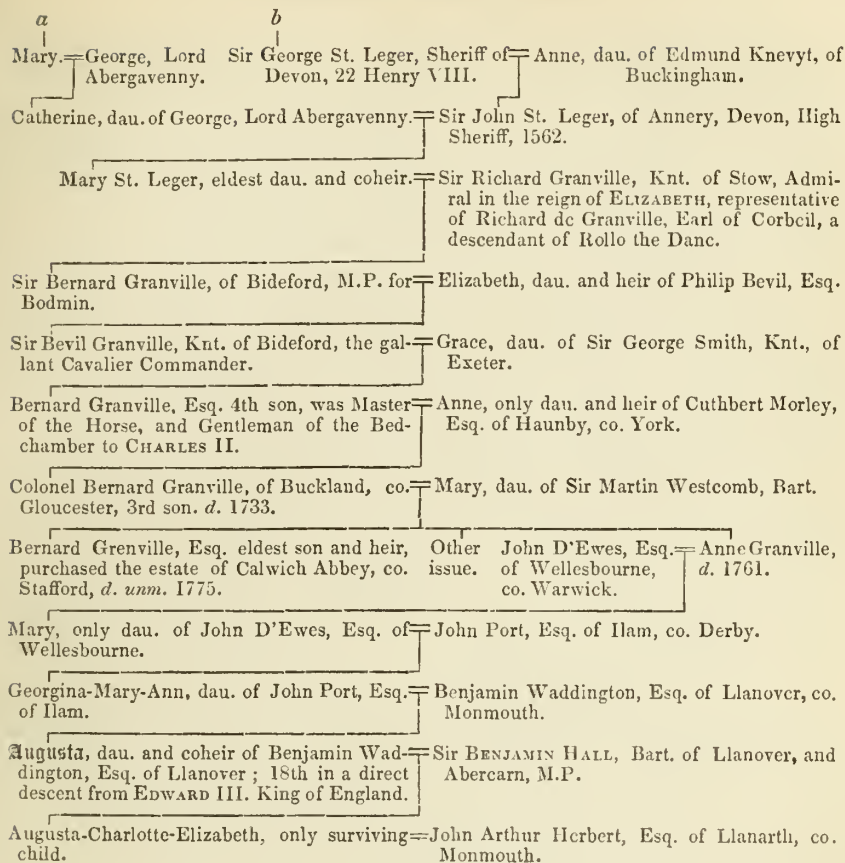 a b
Mary.=George, Lord Sir George St. Leger, Sheriff of=Anne, dau. of Edmund Knevyt, of
Abergavenny. Devon, 22 Henry VIII. Buckingham.
Catherine, dau. of George, Lord Abergavenny.=Sir John St. Leger, of Annery, Devon, High
Sheriff, 1562.
Mary St. Leger, eldest dau. and coheir.=Sir Richard Granville, Knt. of Stow, Admi-
ral in the reign of ELIZABETH, representative
of Richard de Granville, Earl of Corbeil, a
descendant of Rollo the Dane.
Sir Bernard Granville, of Bideford, M.P. for=Elizabeth, dau. and heir of Philip Bevil, Esq.
Bodmin.
Sir Bevil Granville, Knt. of Bideford, the gal-=Grace, dau. of Sir George Smith, Knt., of
lant Cavalier Commander. Exeter.
Bernard Granville, Esq. 4th son, was Master=Anne, only dau. and heir of Cuthbert Morley,
of the Horse, and Gentleman of the Bed- Esq. of Haunby, co. York.
chamber to CHARLES II.
Colonel Bernard Granville, of Buckland, co.=Mary, dau. of Sir Martin Westcomb, Bart.
Gloucester, 3rd son. d. 1733.
Bernard Grenville, Esq. eldest son and heir, Other John D'Ewes, Esq.=Anne Granville,
purchased the estate of Calwich Abbey, co. issue. of Wellesbourne, d. 1761.
Stafford, d. unm. 1775. co. Warwick.
Mary, only dau. of John D'Ewes, Esq. of=John Port, Esq. of Ilam, co. Derby.
Wellesbourne.
Georgina-Mary-Ann, dau. of John Port, Esq.=Benjamin Waddington, Esq. of Llanover, co.
of Ilam. Monmouth.
Augusta, dau. and coheir of Benjamin Wad-=Sir BENJAMIN HALL, Bart. of Llanover, and
dington, Esq. of Llanover; 18th in a direct Abercarn, M.P.
descent from EDWARD III. King of England.
Augusta-Charlotte-Elizabeth, only surviving=John Arthur Herbert, Esq. of Llanarth, co.
child. Monmouth.